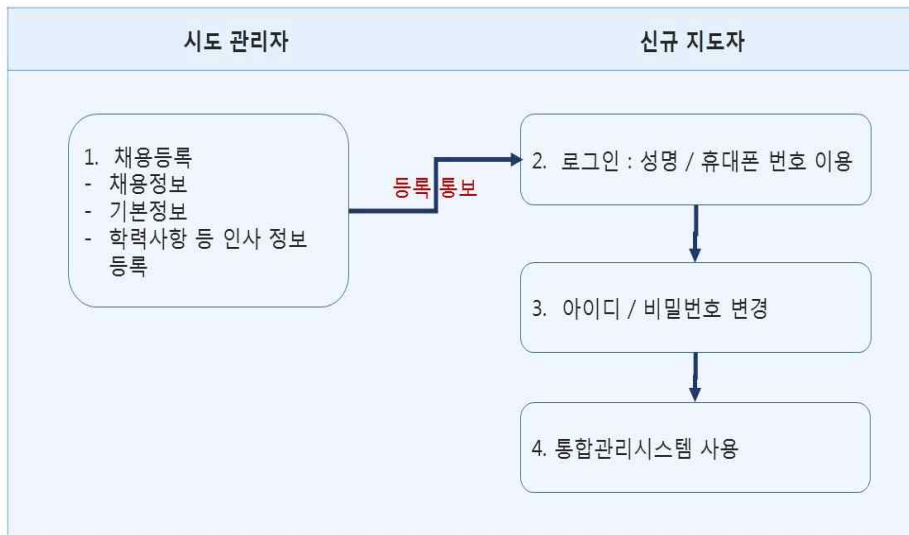 시도 관리자
신규 지도자
1. 채용등록
- 채용정보
- 기본정보
- 학력사항 등 인사 정보
등록
등록 통보
2. 로그인 : 성명 / 휴대폰 번호 이용
3. 아이디 / 비밀번호 변경
4. 통합관리시스템 사용